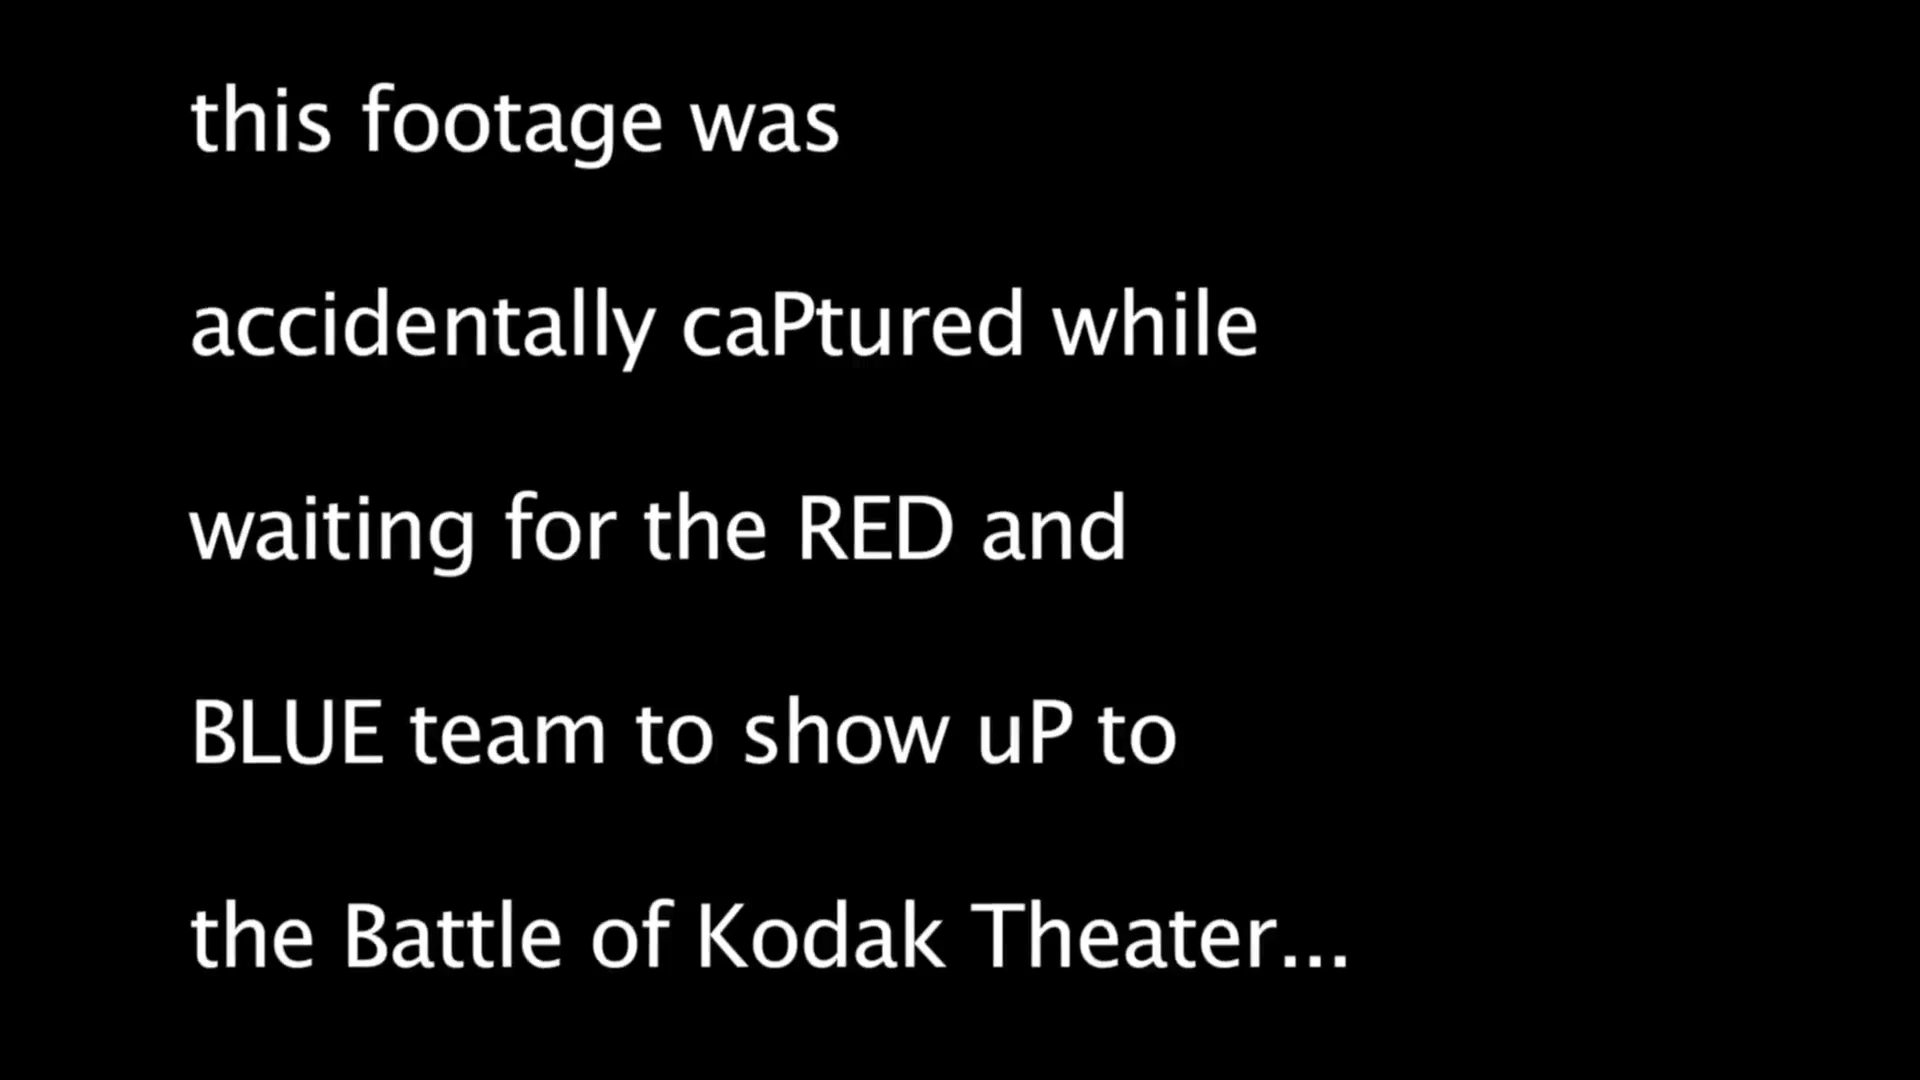 this footage was
accidentally caPtured while
waiting for the RED and
BLUE team to show uP to
the Battle of Kodak Theater...